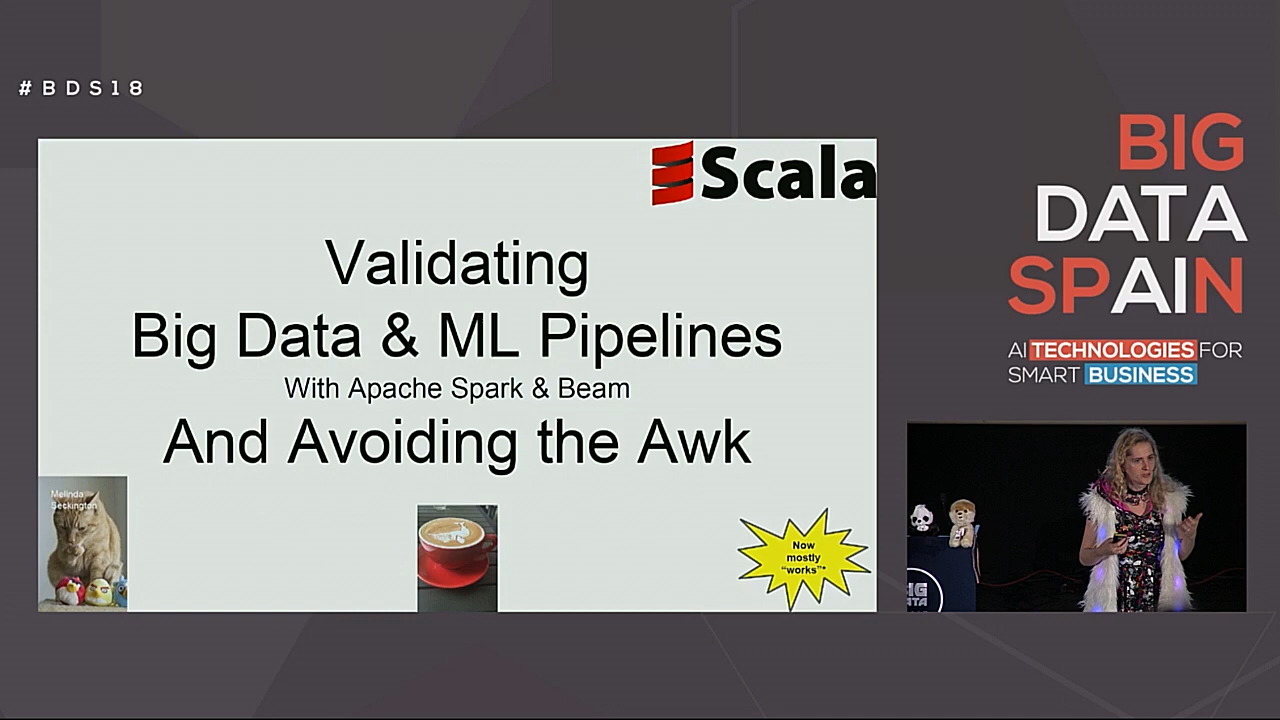 #BDS18
Scala
Validating
Big Data & ML Pipelines
With Apache Spark & Beam
And Avoiding the Awk
Melinda
Seckington
Now
mostly
“works”*
BIG
DATA
SPAIN
AI TECHNOLOGIES FOR
SMART BUSINESS